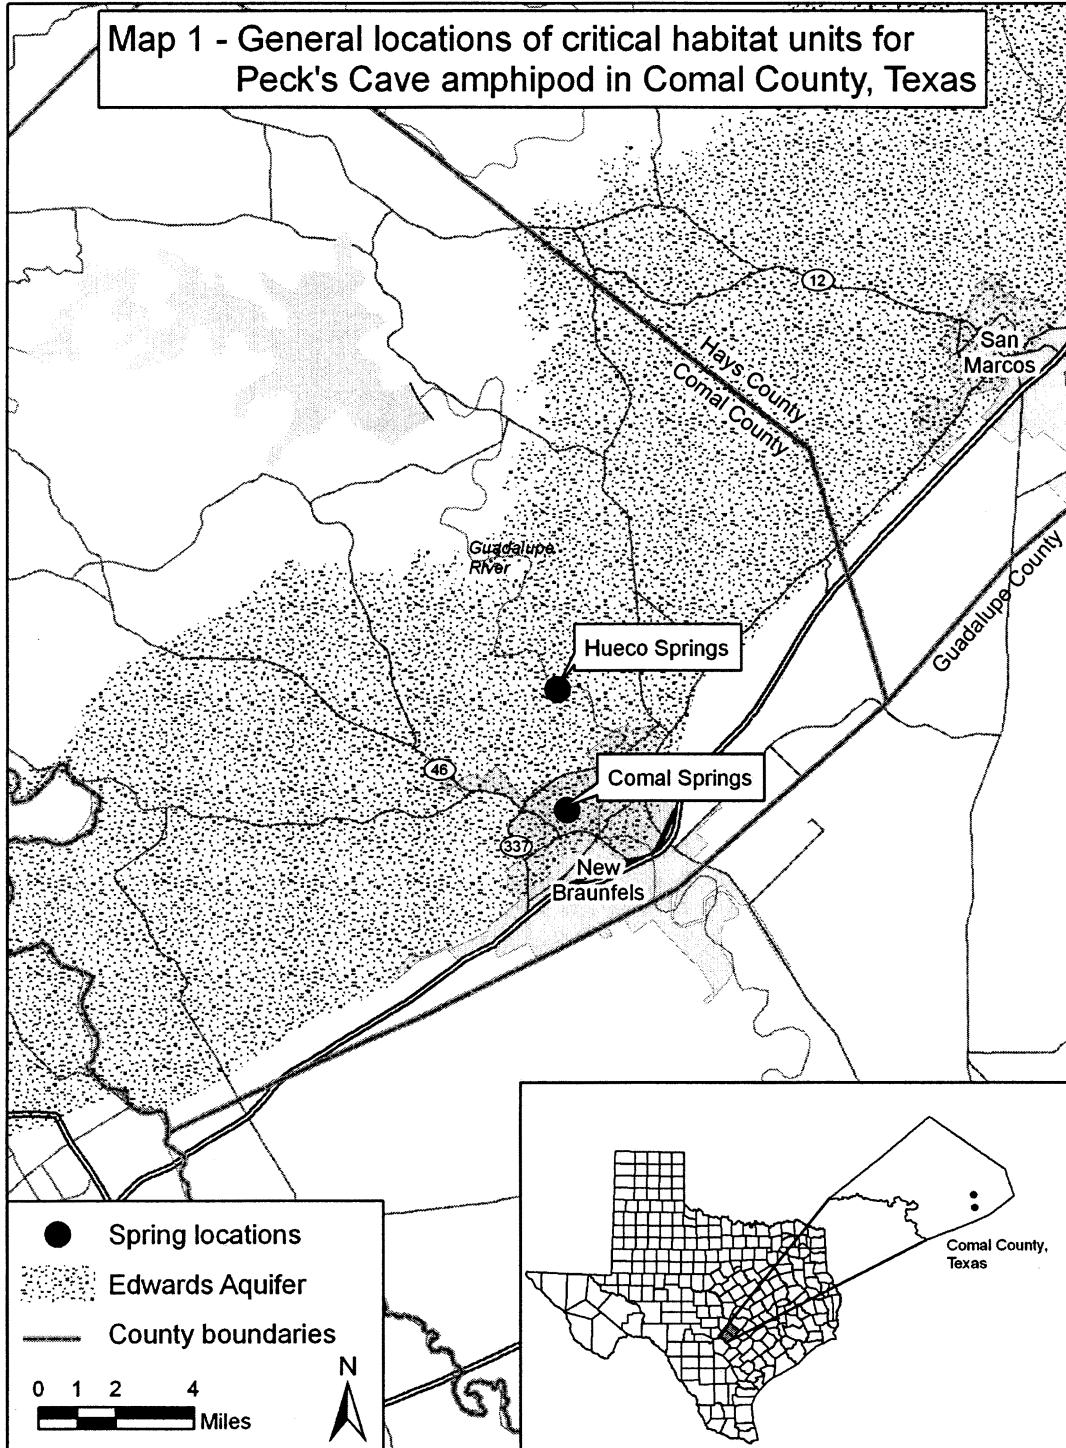 Map 1 - General locations of critical habitat units for
Peck's Cave amphipod in Comal County, Texas
12
San
Marcos
Hays County
Comal County
Guadalupe
River
Guadalupe County
Hueco Springs
46
Comal Springs
337
New
Braunfels
Spring locations
Edwards Aquifer
County boundaries
0 1 2 4
Miles
N
Comal County,
Texas